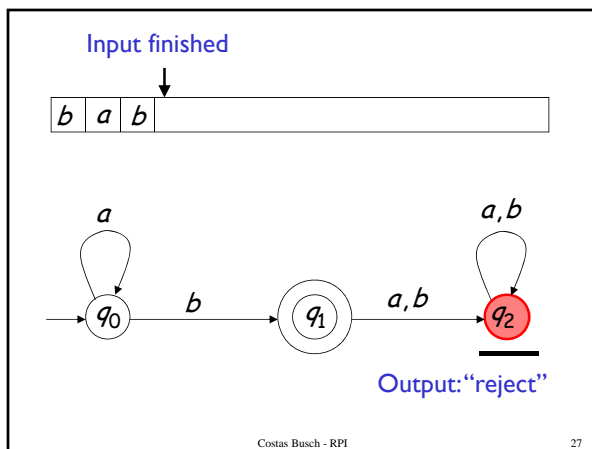 Input finished
b a b
a
a,b
b
a,b
q0
q1
q2
Output:“reject”
Costas Busch - RPI
27